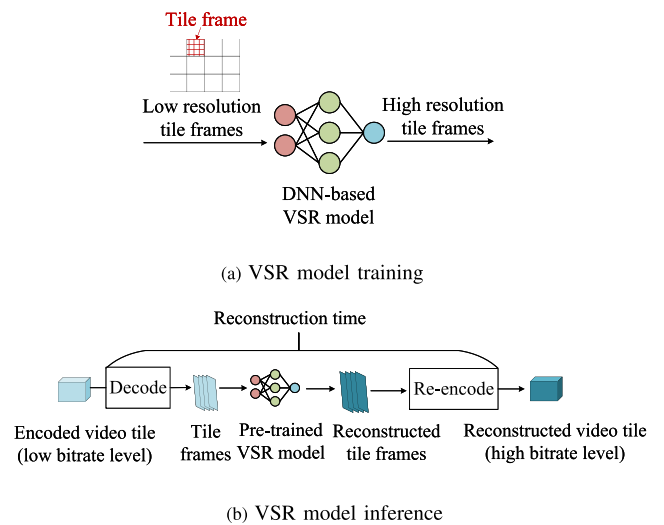 Tile frame
Low resolution
tile frames
High resolution
tile frames
DNN-based
VSR model
(a) VSR model training
Reconstruction time
Decode
Re-encode
Encoded video tile
(low bitrate level)
Tile
frames
Pre-trained
VSR model
Reconstructed
tile frames
Reconstructed video tile
(high bitrate level)
(b) VSR model inference